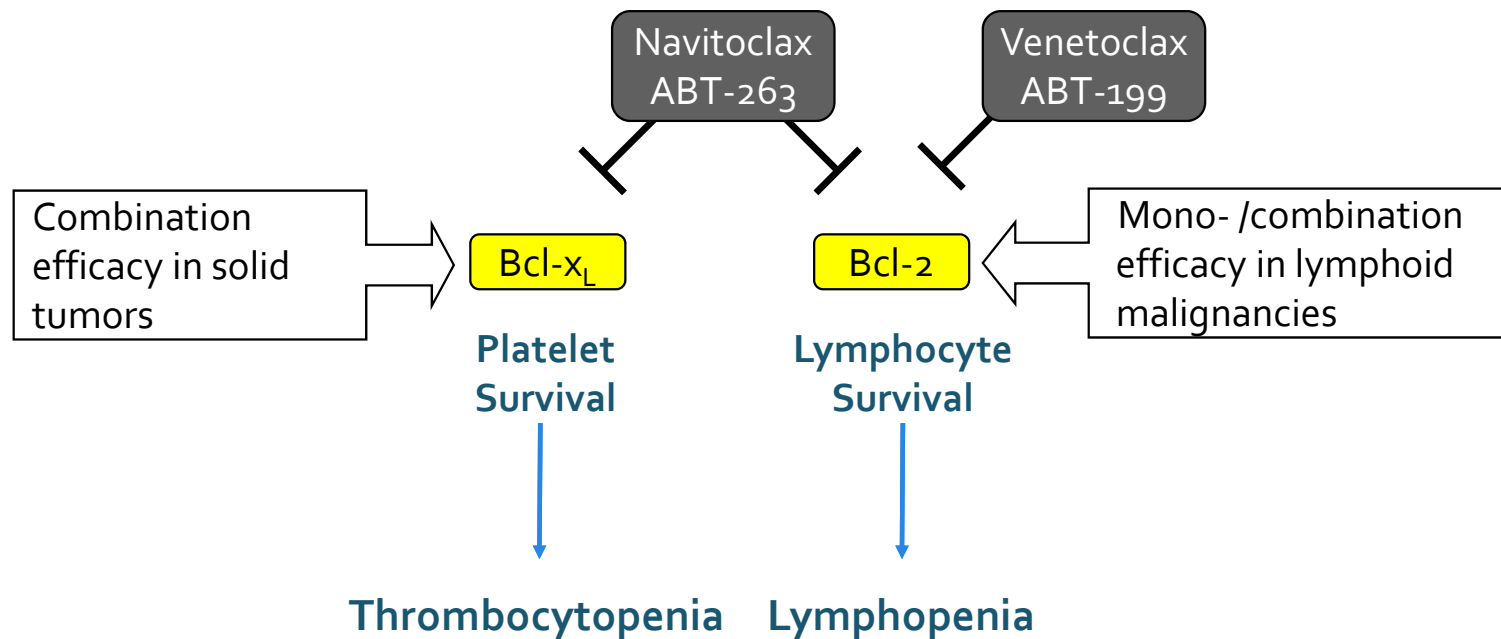 Navitoclax
ABT-263
Venetoclax
ABT-199
Combination
efficacy in solid
tumors
Bcl-xL
Bcl-2
Mono- /combination
efficacy in lymphoid
malignancies
Platelet
Survival
Lymphocyte
Survival
Thrombocytopenia
Lymphopenia